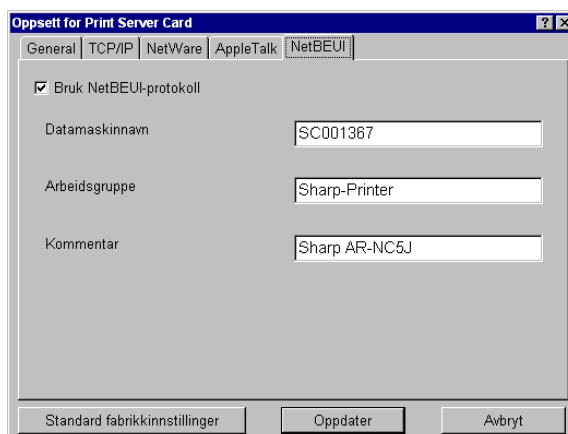 Oppsett for Print Server Card
General TCP/IP NetWare AppleTalk NetBEUI
Bruk NetBEUI-protokoll
Datamaskinnavn SC001367
Arbeidsgruppe Sharp-Printer
Kommentar Sharp AR-NC5J
Standard fabrikkinnstillinger Oppdater Avbryt